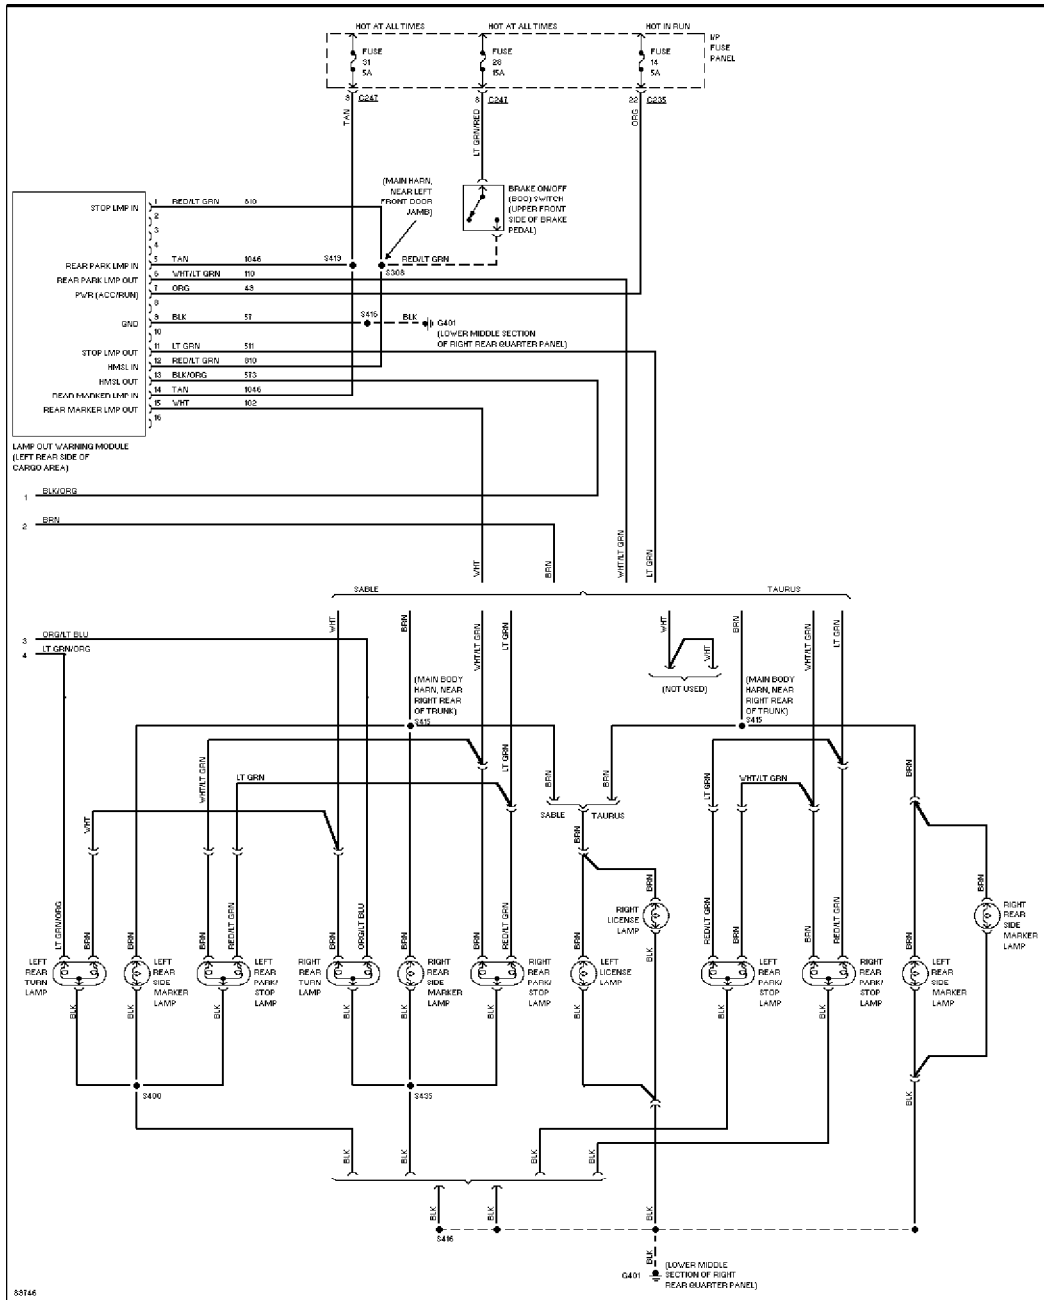 HOT AT ALL TIMES
HOT AT ALL TIMES
HOT IN RUN
I/P
FUSE
PANEL
FUSE
31
5A
FUSE
28
15A
FUSE
14
5A
8 C247
8 C247
22 C235
TAN
LT GRN/RED
ORG
(MAIN HARN,
NEAR LEFT
FRONT DOOR
JAMB)
BRAKE ON/OFF
(BOO) SWITCH
(UPPER FRONT
SIDE OF BRAKE
PEDAL)
STOP LMP IN
1 RED/LT GRN 810
2
3
4
REAR PARK LMP IN
5 TAN 1046
S419
S308
RED/LT GRN
REAR PARK LMP OUT
6 WHT/LT GRN 110
PWR (ACC/RUN)
7 ORG 43
8
GND
9 BLK 57
S416
BLK
G401
(LOWER MIDDLE SECTION
OF RIGHT REAR QUARTER PANEL)
10
STOP LMP OUT
11 LT GRN 511
HMSL IN
12 RED/LT GRN 810
HMSL OUT
13 BLK/ORG 573
REAR MARKER LMP IN
14 TAN 1046
REAR MARKER LMP OUT
15 WHT 102
16
LAMP OUT WARNING MODULE
(LEFT REAR SIDE OF
CARGO AREA)
1 BLK/ORG
2 BRN
WHT
BRN
WHT/LT GRN
LT GRN
SABLE
TAURUS
3 ORG/LT BLU
4 LT GRN/ORG
WHT
BRN
WHT/LT GRN
LT GRN
WHT
WHT
BRN
WHT/LT GRN
LT GRN
(NOT USED)
(MAIN BODY
HARN, NEAR
RIGHT REAR
OF TRUNK)
S415
(MAIN BODY
HARN, NEAR
RIGHT REAR
OF TRUNK)
S415
WHT/LT GRN
LT GRN
LT GRN
BRN
BRN
LT GRN
WHT/LT GRN
BRN
WHT
SABLE
TAURUS
BRN
BRN
BRN
RIGHT
LICENSE
LAMP
BLK
RIGHT
REAR
SIDE
MARKER
LAMP
LT GRN/ORG
BRN
BRN
BRN
RED/LT GRN
BRN
ORG/LT BLU
BRN
BRN
RED/LT GRN
BRN
RED/LT GRN
BRN
BRN
RED/LT GRN
BRN
LEFT
REAR
TURN
LAMP
LEFT
REAR
SIDE
MARKER
LAMP
LEFT
REAR
PARK/
STOP
LAMP
RIGHT
REAR
TURN
LAMP
RIGHT
REAR
SIDE
MARKER
LAMP
RIGHT
REAR
PARK/
STOP
LAMP
LEFT
LICENSE
LAMP
LEFT
REAR
PARK/
STOP
LAMP
RIGHT
REAR
PARK/
STOP
LAMP
LEFT
REAR
SIDE
MARKER
LAMP
BLK
BLK
BLK
BLK
BLK
BLK
BLK
BLK
BLK
BLK
S400
S435
BLK
BLK
BLK
BLK
BLK
BLK
BLK
BLK
S416
BLK
G401
(LOWER MIDDLE
SECTION OF RIGHT
REAR QUARTER PANEL)
83746